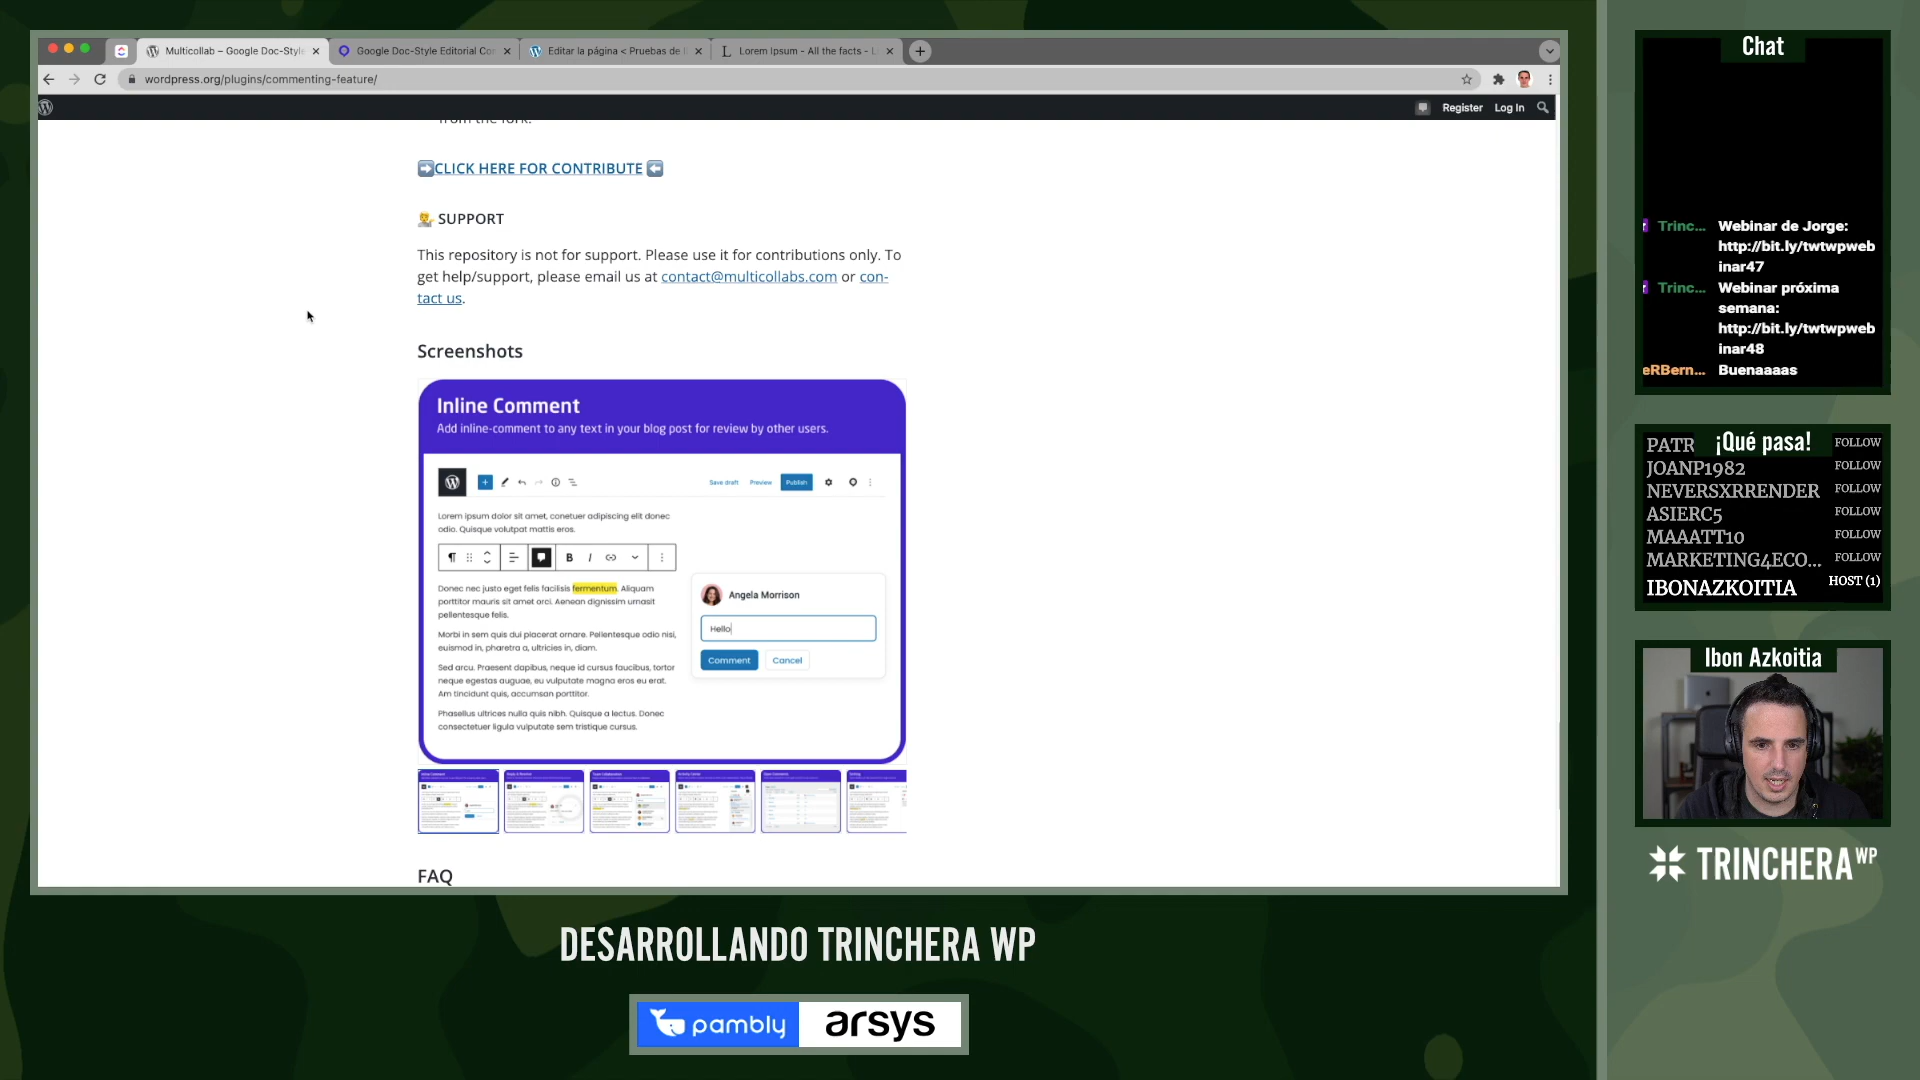 Multicollab – Google Doc-Style
Google Doc-Style Editorial Con
Editar la página < Pruebas de
Lorem Ipsum - All the facts - L
wordpress.org/plugins/commenting-feature/
Register
Log In
from the fork.
CLICK HERE FOR CONTRIBUTE
SUPPORT
This repository is not for support. Please use it for contributions only. To
get help/support, please email us at contact@multicollabs.com or con-
tact us.
Screenshots
Inline Comment
Add inline-comment to any text in your blog post for review by other users.
Save draft
Preview
Publish
Lorem ipsum dolor sit amet, conetuer adipiscing elit donec
odio. Quisque volutpat mattis eros.
B I
Donec nec justo eget felis facilisis fermentum. Aliquam
porttitor mauris sit amet orci. Aenean dignissim urnasit
pellentesque felis.
Morbi in sem quis dui placerat ornare. Pellentesque odio nisi,
euismod in, pharetra a, ultricies in, diam.
Sed arcu. Praesent dapibus, neque id cursus faucibus, tortor
neque egestas auguae, eu vulputate magna eros eu erat.
Am tincidunt quis, accumsan porttitor.
Phasellus ultrices nulla quis nibh. Quisque a lectus. Donec
consectetuer ligula vulputate sem tristique cursus.
Angela Morrison
Hello
Comment
Cancel
FAQ
Chat
Trinc... Webinar de Jorge:
http://bit.ly/twtwpweb
inar47
Trinc... Webinar próxima
semana:
http://bit.ly/twtwpweb
inar48
eRBern... Buenaaaas
¡Qué pasa!
PATR FOLLOW
JOANP1982 FOLLOW
NEVERSXRRENDER FOLLOW
ASIERC5 FOLLOW
MAAATT10 FOLLOW
MARKETING4ECO... FOLLOW
IBONAZKOITIA HOST (1)
Ibon Azkoitia
TRINCHERA WP
DESARROLLANDO TRINCHERA WP
pambly
arsys